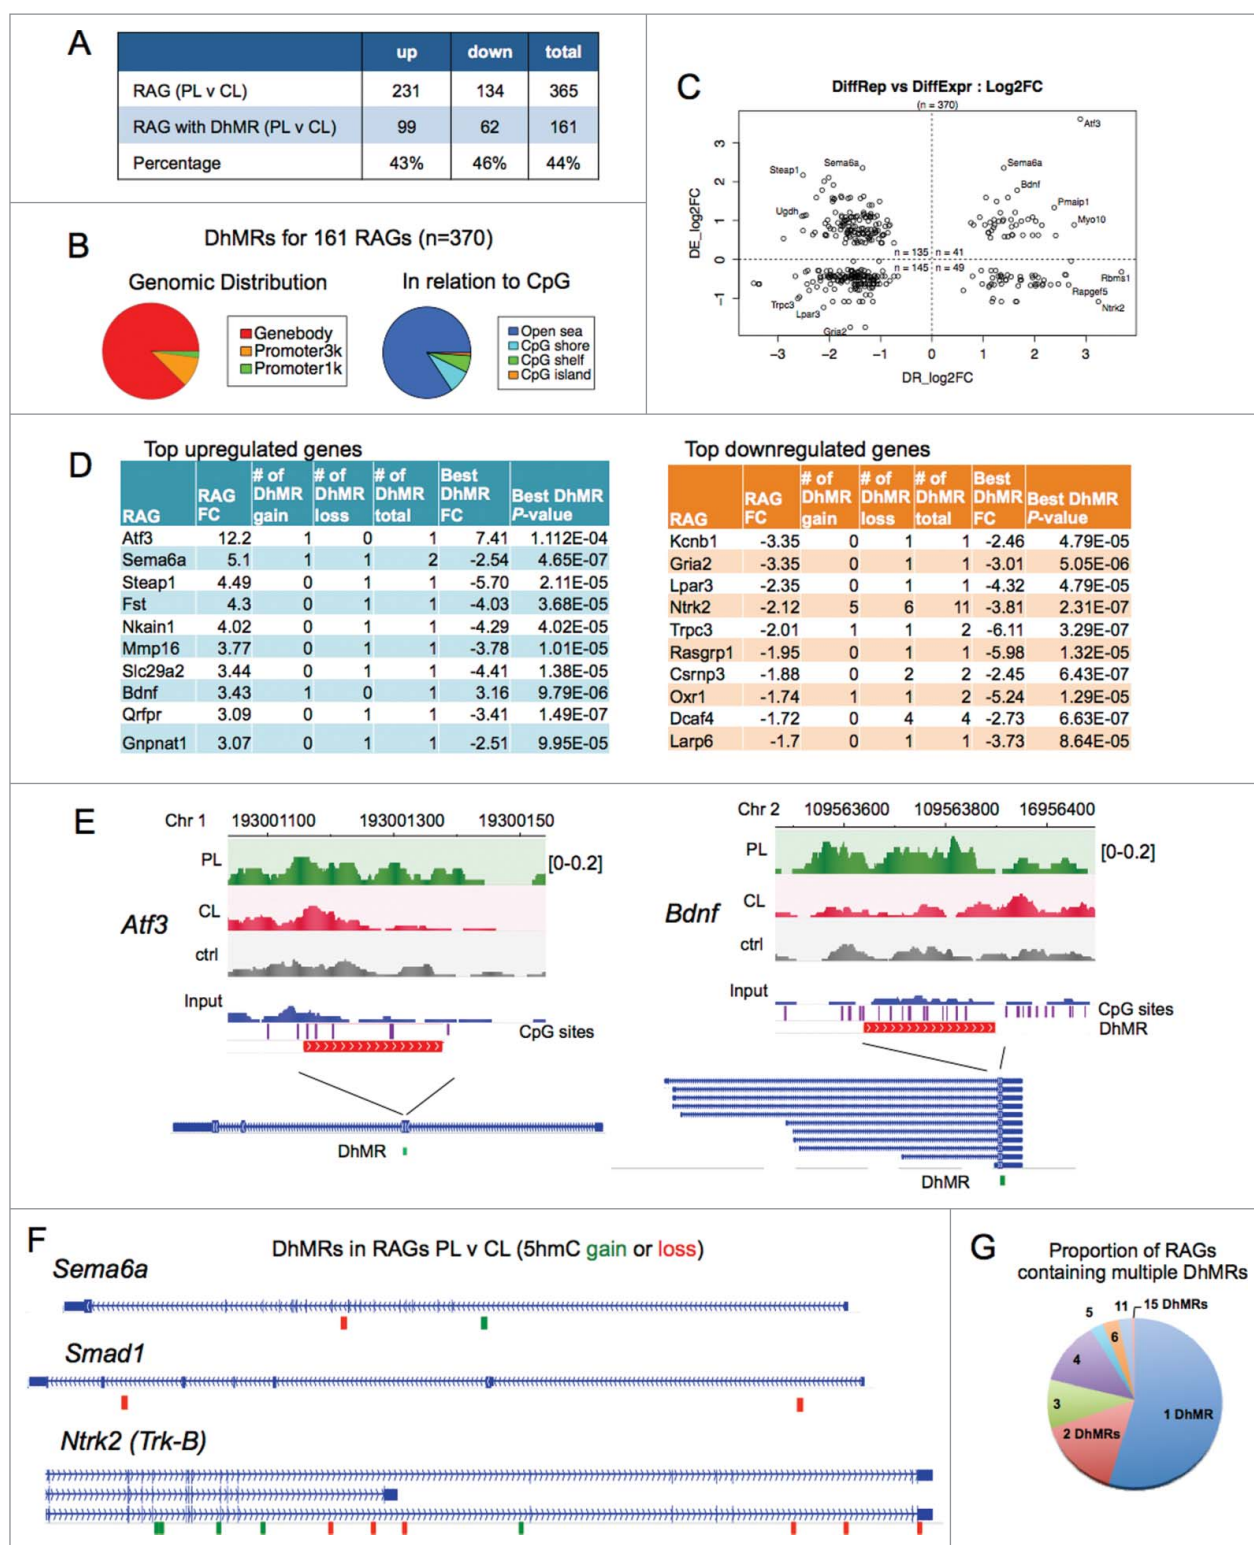 A
up down total
RAG (PL v CL) 231 134 365
RAG with DhMR (PL v CL) 99 62 161
Percentage 43% 46% 44%
B
DhMRs for 161 RAGs (n=370)
Genomic Distribution
Genebody
Promoter3k
Promoter1k
In relation to CpG
Open sea
CpG shore
CpG shelf
CpG island
C
DiffRep vs DiffExpr : Log2FC
(n = 370)
Atf3
Steap1
Sema6a
Sema6a
Bdnf
Pmaip1
Ugdh
Myo10
n = 135 n = 41
n = 145 n = 49
Rbms1
Rapgef5
Trpc3
Ntrk2
Lpar3
Gria2
3
2
1
0
−1
DE_log2FC
−3 −2 −1 0 1 2 3
DR_log2FC
D
Top upregulated genes
RAG RAG FC # of DhMR gain # of DhMR loss # of DhMR total Best DhMR FC Best DhMR P-value
Atf3 12.2 1 0 1 7.41 1.112E-04
Sema6a 5.1 1 1 2 -2.54 4.65E-07
Steap1 4.49 0 1 1 -5.70 2.11E-05
Fst 4.3 0 1 1 -4.03 3.68E-05
Nkain1 4.02 0 1 1 -4.29 4.02E-05
Mmp16 3.77 0 1 1 -3.78 1.01E-05
Slc29a2 3.44 0 1 1 -4.41 1.38E-05
Bdnf 3.43 1 0 1 3.16 9.79E-06
Qrfpr 3.09 0 1 1 -3.41 1.49E-07
Gnpnat1 3.07 0 1 1 -2.51 9.95E-05
Top downregulated genes
RAG RAG FC # of DhMR gain # of DhMR loss # of DhMR total Best DhMR FC Best DhMR P-value
Kcnb1 -3.35 0 1 1 -2.46 4.79E-05
Gria2 -3.35 0 1 1 -3.01 5.05E-06
Lpar3 -2.35 0 1 1 -4.32 4.79E-05
Ntrk2 -2.12 5 6 11 -3.81 2.31E-07
Trpc3 -2.01 1 1 2 -6.11 3.29E-07
Rasgrp1 -1.95 0 1 1 -5.98 1.32E-05
Csrnp3 -1.88 0 2 2 -2.45 6.43E-07
Oxr1 -1.74 1 1 2 -5.24 1.29E-05
Dcaf4 -1.72 0 4 4 -2.73 6.63E-07
Larp6 -1.7 0 1 1 -3.73 8.64E-05
E
Chr 1 193001100 193001300 19300150
PL [0-0.2]
CL
Atf3
ctrl
Input
CpG sites
DhMR
Chr 2 109563600 109563800 16956400
PL [0-0.2]
CL
Bdnf
ctrl
Input
CpG sites
DhMR
DhMR
F
DhMRs in RAGs PL v CL (5hmC gain or loss)
Sema6a
Smad1
Ntrk2 (Trk-B)
G
Proportion of RAGs
containing multiple DhMRs
11 15 DhMRs
5
6
4
3
1 DhMR
2 DhMRs